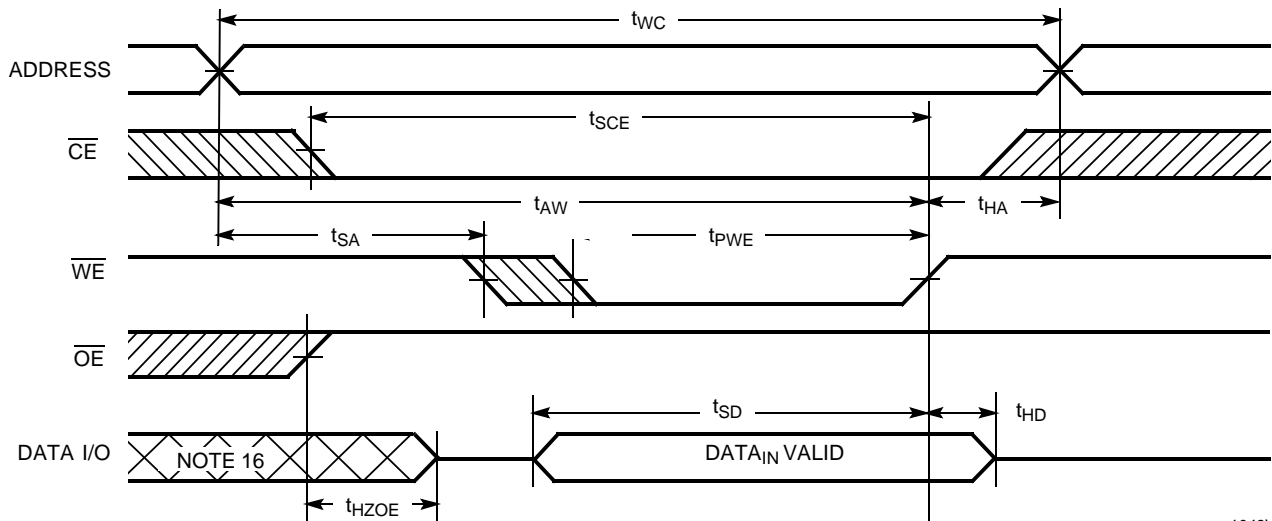 tWC
ADDRESS
tSCE
CE
tAW
tHA
tSA
tPWE
WE
OE
tSD
tHD
DATA I/O
NOTE 16
DATAIN VALID
tHZOE